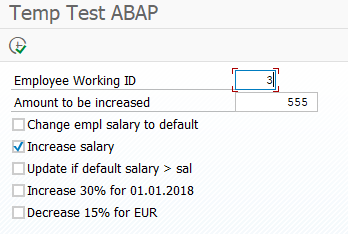 Temp Test ABAP
Employee Working ID 3
Amount to be increased 555
Change empl salary to default
Increase salary
Update if default salary > sal
Increase 30% for 01.01.2018
Decrease 15% for EUR